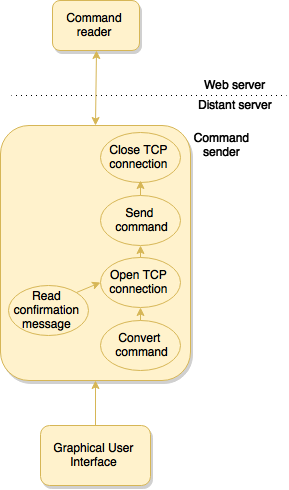 Command
reader
Web server
Distant server
Command
sender
Close TCP
connection
Send
command
Open TCP
connection
Read
confirmation
message
Convert
command
Graphical User
Interface